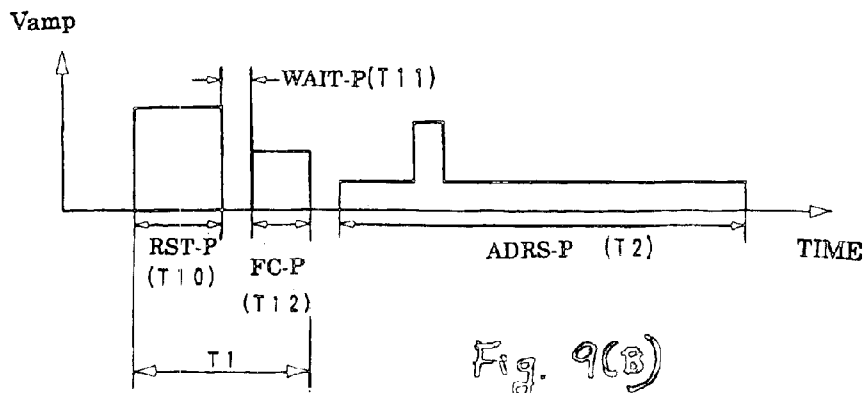 Vamp
WAIT-P(T11)
RST-P
(T10)
FC-P
(T12)
ADRS-P (T2)
TIME
T1
Fig. 9(B)